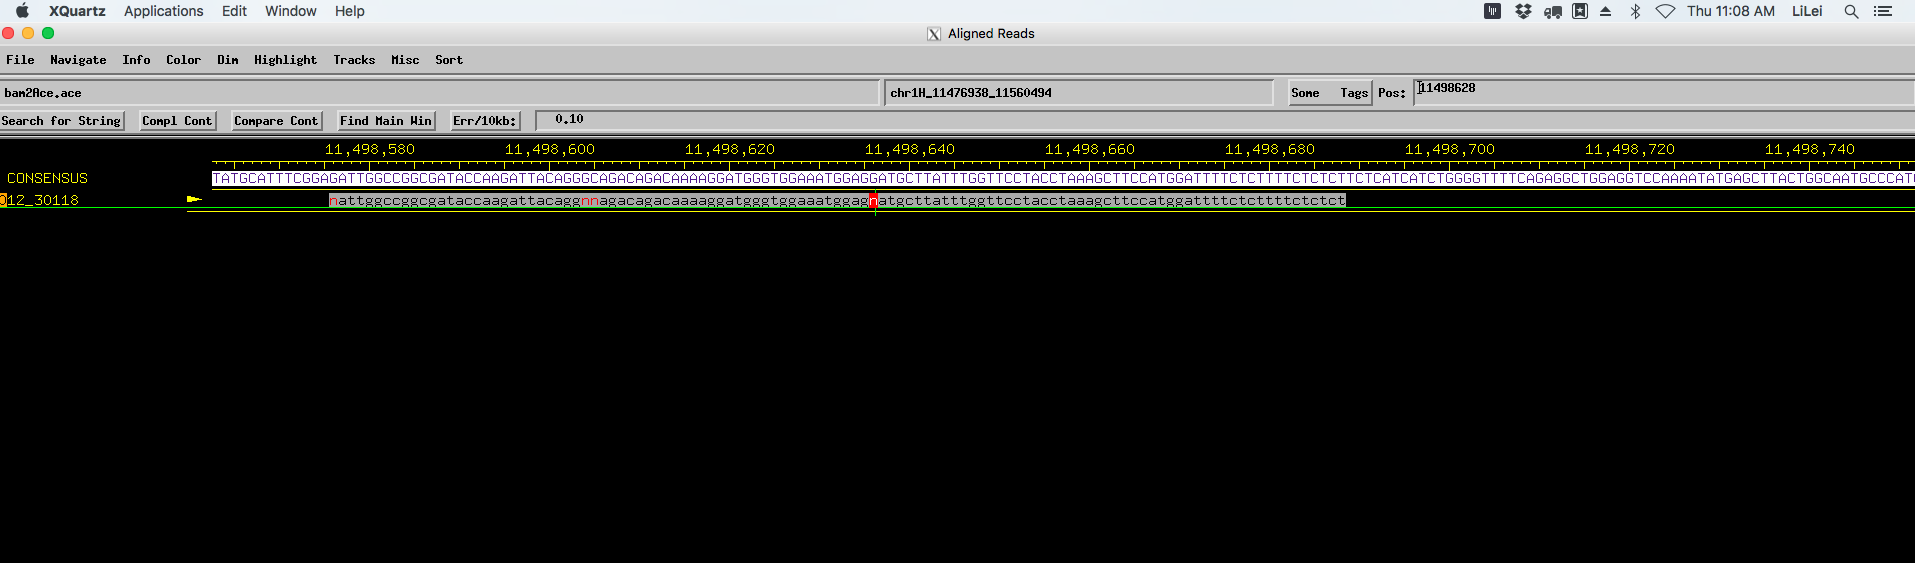 XQuartz Applications Edit Window Help Thu 11:08 AM LiLei
Aligned Reads
File Navigate Info Color Dim Highlight Tracks Misc Sort
bam2Ace.ace chr1H_11476938_11560494 Some Tags Pos: 11498628
Search for String Compl Cont Compare Cont Find Main Win Err/10kb: 0.10
11,498,580 11,498,600 11,498,620 11,498,640 11,498,660 11,498,680 11,498,700 11,498,720 11,498,740
CONSENSUS TATGCATTTCGGAGATTGGCCGGCGATACCAAGATTACAGGGCAGACAGACAAAAGGATGGGTGGAAATGGAGGATGCTTATTTGGTTCCTACCTAAAGCTTCCATGGATTTTCTCTTTTCTCTCTTCTCATCATCTGGGGTTTTCAGAGGCTGGAGGTCCAAAATATGAGCTTACTGGCAATGCCCAT
012_30118 nattggccggcgataccaagattacaggnnagacagacaaaaggatgggtggaaatggagnatgcttatttggttcctacctaaagcttccatggattttctcttttctctct